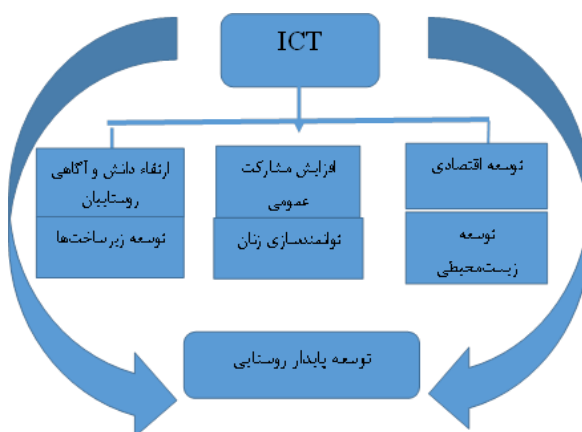 ICT
توسعه اقتصادی
افزایش مشارکت
عمومی
ارتقاء دانش و آگاهی
روستاییان
توسعه
زیست‌محیطی
توانمندسازی زنان
توسعه زیرساخت‌ها
توسعه پایدار روستایی